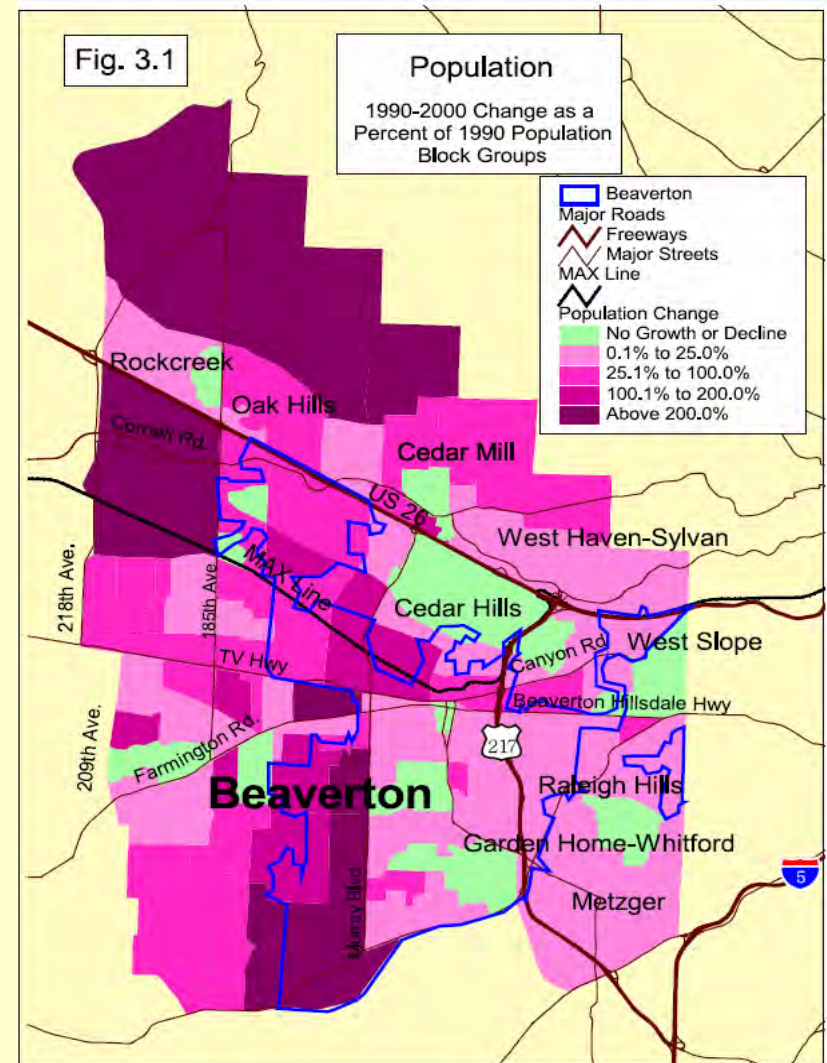 Fig. 3.1
Population
1990-2000 Change as a
Percent of 1990 Population
Block Groups
Beaverton
Major Roads
Freeways
Major Streets
MAX Line
Population Change
No Growth or Decline
0.1% to 25.0%
25.1% to 100.0%
100.1% to 200.0%
Above 200.0%
Rockcreek
Oak Hills
Cornell Rd.
Cedar Mill
US 26
West Haven-Sylvan
MAX Line
218th Ave.
185th Ave
Cedar Hills
West Slope
Canyon Rd
TV Hwy
Beaverton Hillsdale Hwy
209th Ave.
Farmington Rd.
217
Beaverton
Raleigh Hills
Garden Home-Whitford
Murray Blvd
Metzger
5